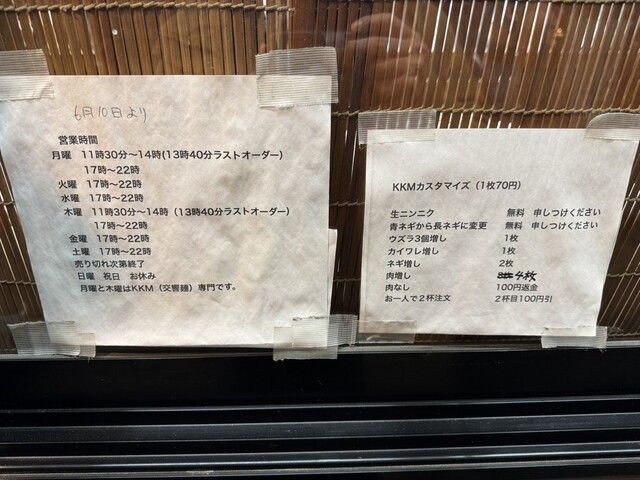 6月10日より
営業時間
月曜 11時30分~14時(13時40分ラストオーダー)
17時~22時
火曜 17時~22時
水曜 17時~22時
木曜 11時30分~14時(13時40分ラストオーダー)
17時~22時
金曜 17時~22時
土曜 17時~22時
売り切れ次第終了
日曜 祝日 お休み
月曜と木曜はKKM(交響麺)専門です。
KKMカスタマイズ(1枚70円)
生ニンニク 無料 申しつけください
青ネギから長ネギに変更 無料 申しつけください
ウズラ3個増し 1枚
カイワレ増し 1枚
ネギ増し 2枚
肉増し 4枚
肉なし 100円返金
お一人で2杯注文 2杯目100円引